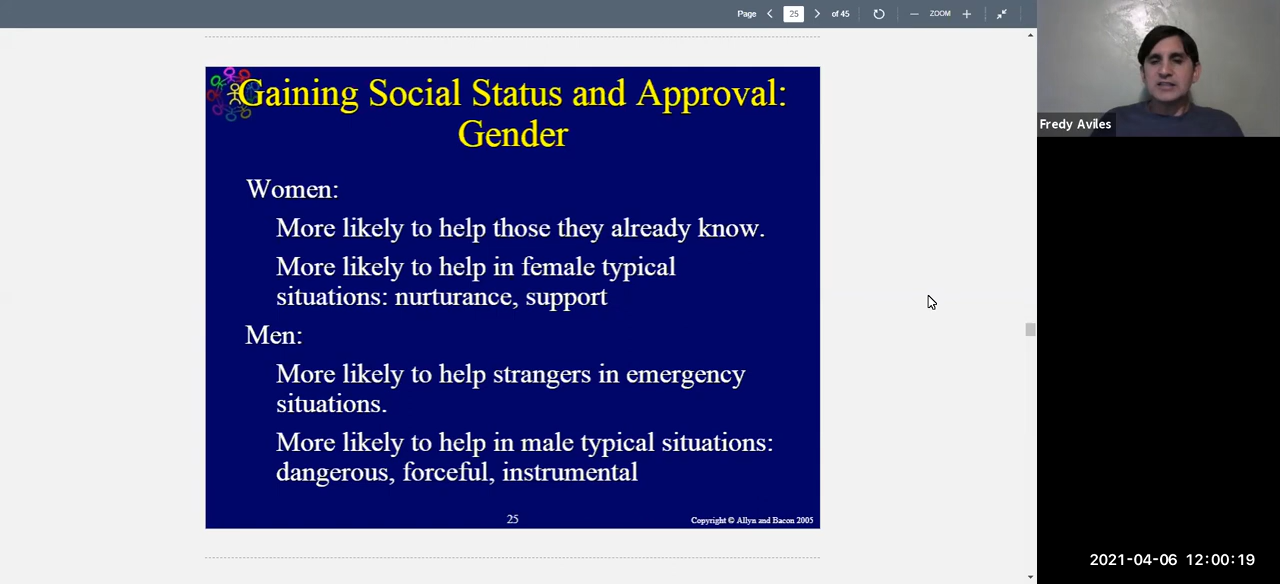 Page 25 of 45 ZOOM
Gaining Social Status and Approval:
Gender
Women:
More likely to help those they already know.
More likely to help in female typical
situations: nurturance, support
Men:
More likely to help strangers in emergency
situations.
More likely to help in male typical situations:
dangerous, forceful, instrumental
25
Copyright © Allyn and Bacon 2005
Fredy Aviles
2021-04-06 12:00:19